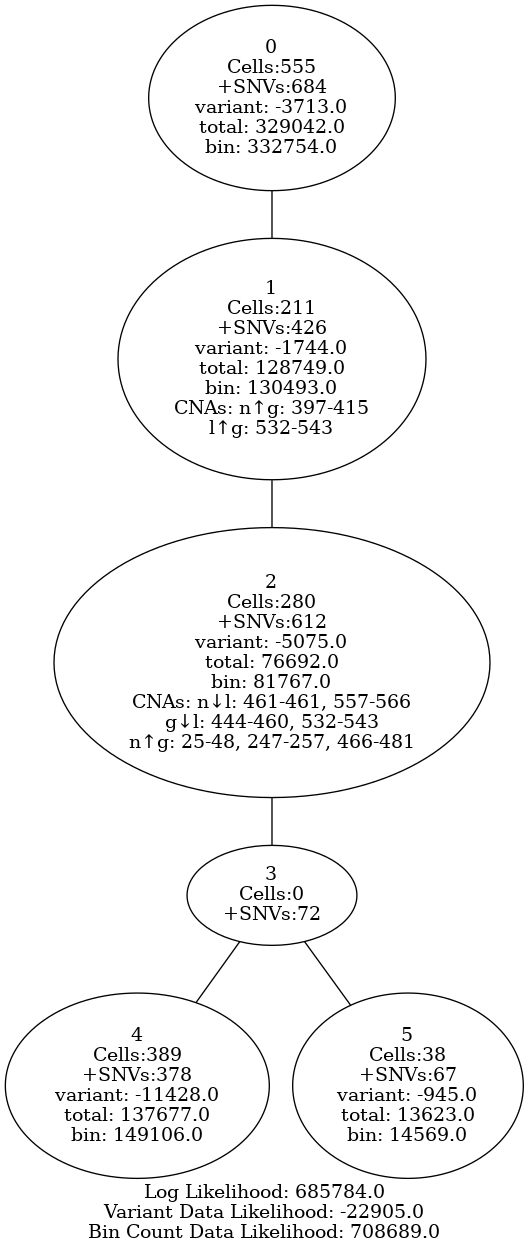 0
Cells:555
+SNVs:684
variant: -3713.0
total: 329042.0
bin: 332754.0
1
Cells:211
+SNVs:426
variant: -1744.0
total: 128749.0
bin: 130493.0
CNAs: n↑g: 397-415
l↑g: 532-543
2
Cells:280
+SNVs:612
variant: -5075.0
total: 76692.0
bin: 81767.0
CNAs: n↓l: 461-461, 557-566
g↓l: 444-460, 532-543
n↑g: 25-48, 247-257, 466-481
3
Cells:0
+SNVs:72
4
Cells:389
+SNVs:378
variant: -11428.0
total: 137677.0
bin: 149106.0
5
Cells:38
+SNVs:67
variant: -945.0
total: 13623.0
bin: 14569.0
Log Likelihood: 685784.0
Variant Data Likelihood: -22905.0
Bin Count Data Likelihood: 708689.0